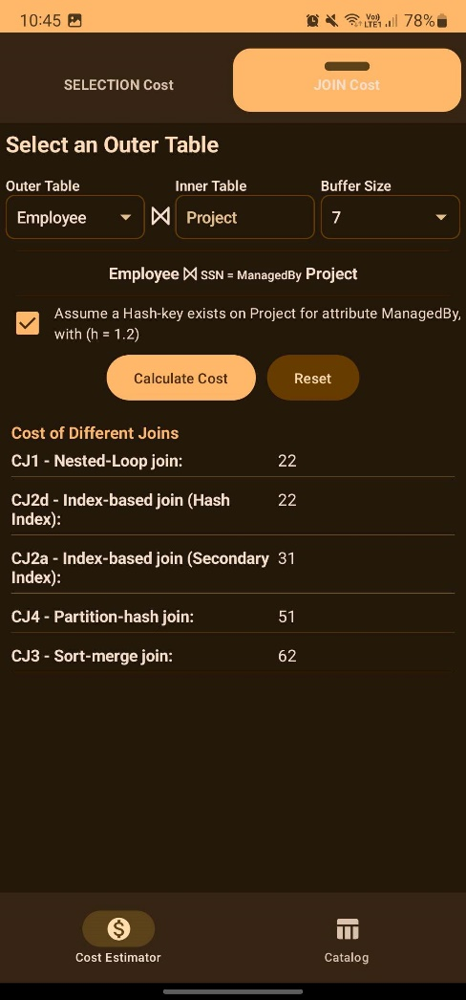 10:45 78%
SELECTION Cost JOIN Cost
Select an Outer Table
Outer Table Inner Table Buffer Size
Employee ⋈ Project 7
Employee ⋈ SSN = ManagedBy Project
Assume a Hash-key exists on Project for attribute ManagedBy,
with (h = 1.2)
Calculate Cost Reset
Cost of Different Joins
CJ1 - Nested-Loop join: 22
CJ2d - Index-based join (Hash 22
Index):
CJ2a - Index-based join (Secondary 31
Index):
CJ4 - Partition-hash join: 51
CJ3 - Sort-merge join: 62
Cost Estimator Catalog